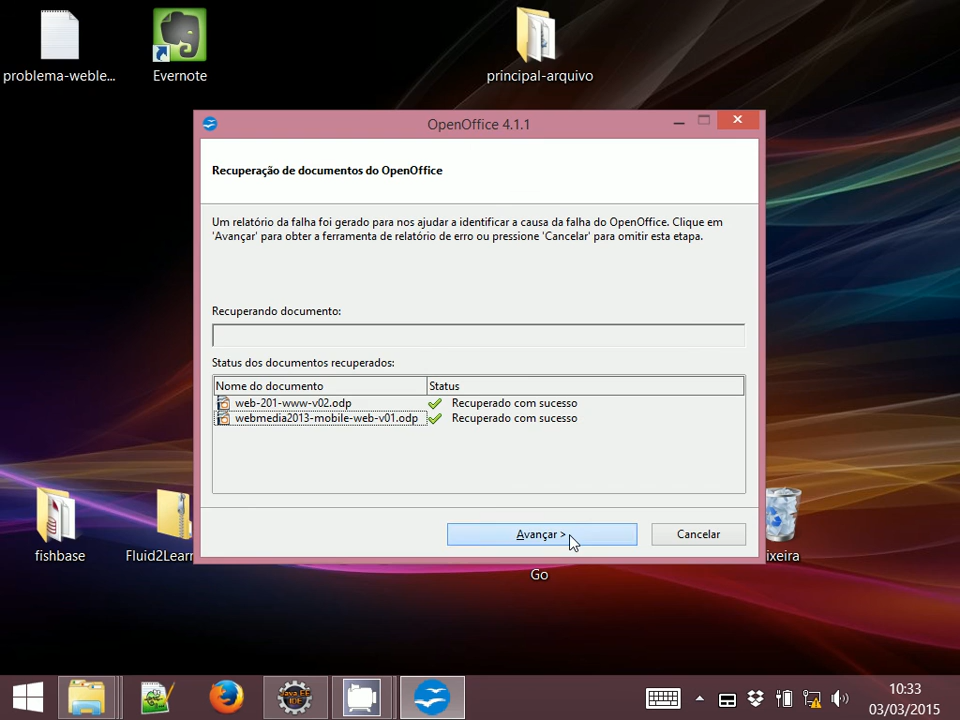 problema-weble...
Evernote
principal-arquivo
OpenOffice 4.1.1
Recuperação de documentos do OpenOffice
Um relatório da falha foi gerado para nos ajudar a identificar a causa da falha do OpenOffice. Clique em
'Avançar' para obter a ferramenta de relatório de erro ou pressione 'Cancelar' para omitir esta etapa.
Recuperando documento:
Status dos documentos recuperados:
Nome do documento Status
web-201-www-v02.odp Recuperado com sucesso
webmedia2013-mobile-web-v01.odp Recuperado com sucesso
Avançar > Cancelar
fishbase
Fluid2Learn
ixeira
Go
Java EE
IDE
10:33
03/03/2015